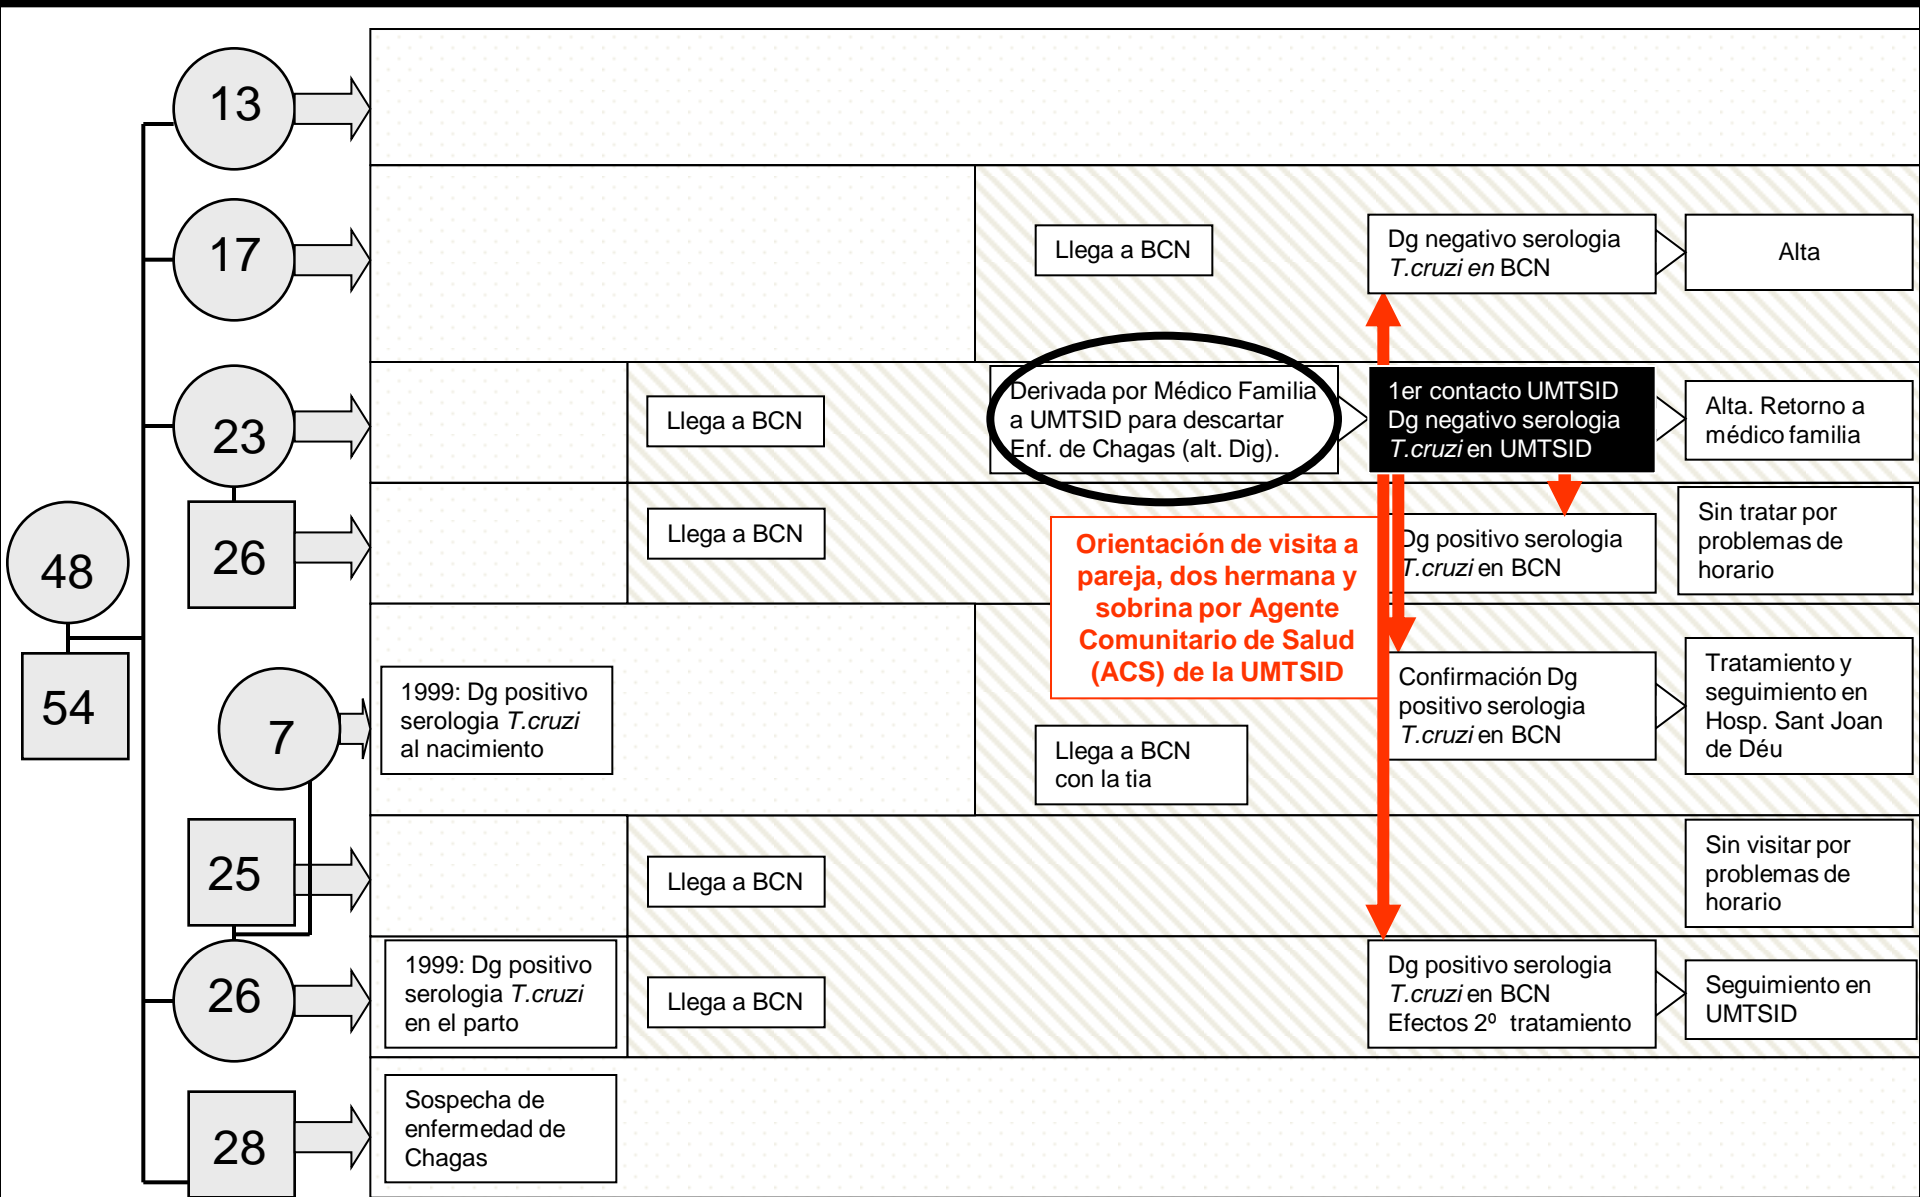 13
17
Llega a BCN
Dg negativo serologia
T.cruzi en BCN
Alta
23
Llega a BCN
Derivada por Médico Familia
a UMTSID para descartar
Enf. de Chagas (alt. Dig).
1er contacto UMTSID
Dg negativo serologia
T.cruzi en UMTSID
Alta. Retorno a
médico familia
48
54
26
Llega a BCN
Orientación de visita a
pareja, dos hermana y
sobrina por Agente
Comunitario de Salud
(ACS) de la UMTSID
Dg positivo serologia
T.cruzi en BCN
Sin tratar por
problemas de
horario
7
1999: Dg positivo
serologia T.cruzi
al nacimiento
Llega a BCN
con la tia
Confirmación Dg
positivo serologia
T.cruzi en BCN
Tratamiento y
seguimiento en
Hosp. Sant Joan
de Déu
25
Llega a BCN
Sin visitar por
problemas de
horario
26
1999: Dg positivo
serologia T.cruzi
en el parto
Llega a BCN
Dg positivo serologia
T.cruzi en BCN
Efectos 2º tratamiento
Seguimiento en
UMTSID
28
Sospecha de
enfermedad de
Chagas